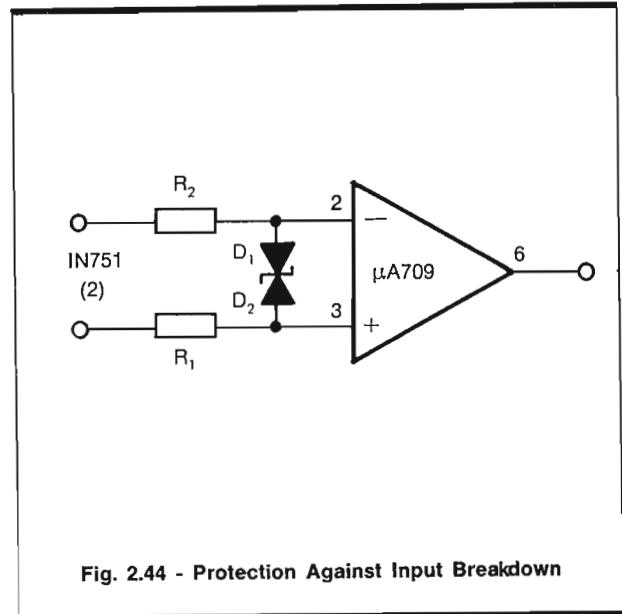 R2
2
−
IN751
(2)
D1
D2
μA709
6
3
+
R1
Fig. 2.44 - Protection Against Input Breakdown